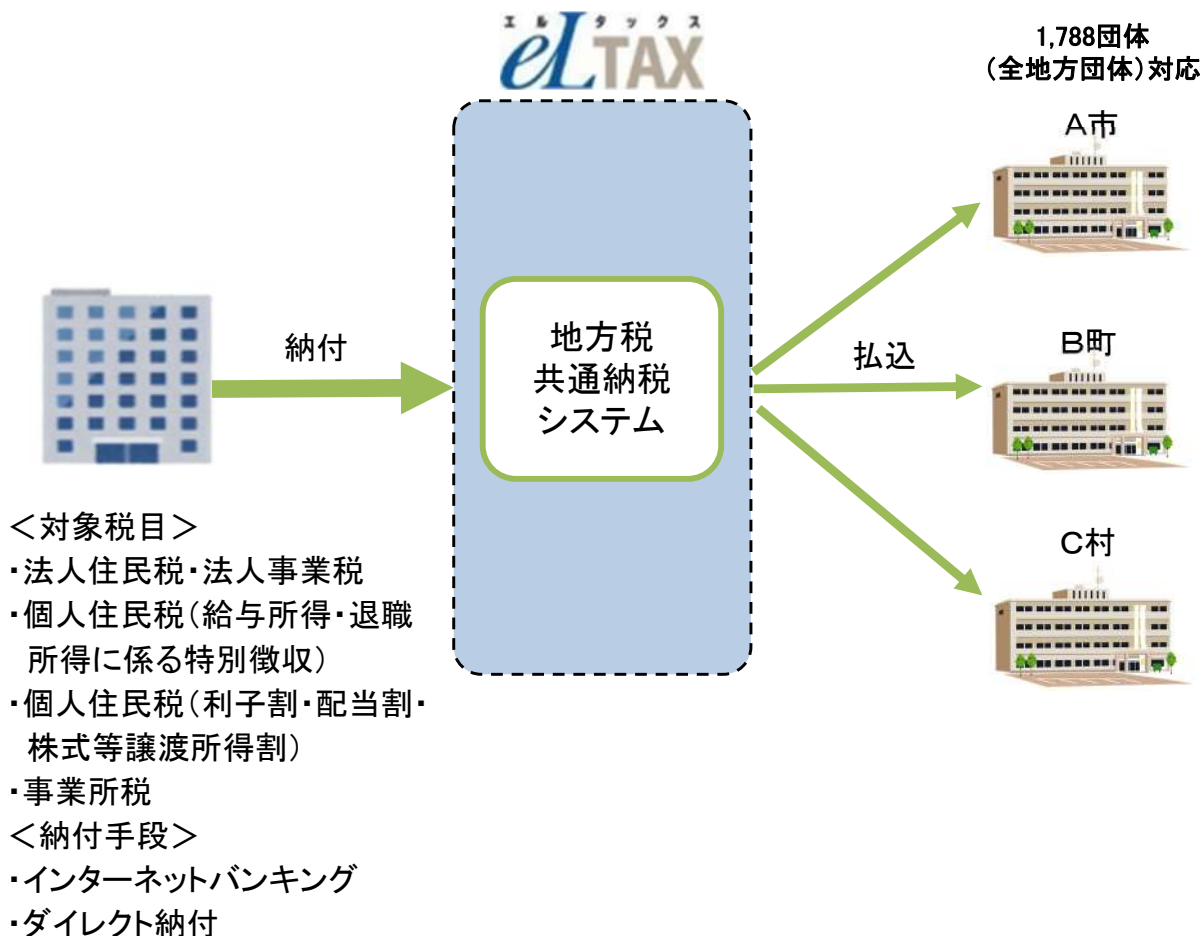 エルタックス
eLTAX
1,788団体
（全地方団体）対応
A市
納付
地方税
共通納税
システム
払込
B町
C村
＜対象税目＞
・法人住民税・法人事業税
・個人住民税（給与所得・退職
所得に係る特別徴収）
・個人住民税（利子割・配当割・
株式等譲渡所得割）
・事業所税
＜納付手段＞
・インターネットバンキング
・ダイレクト納付